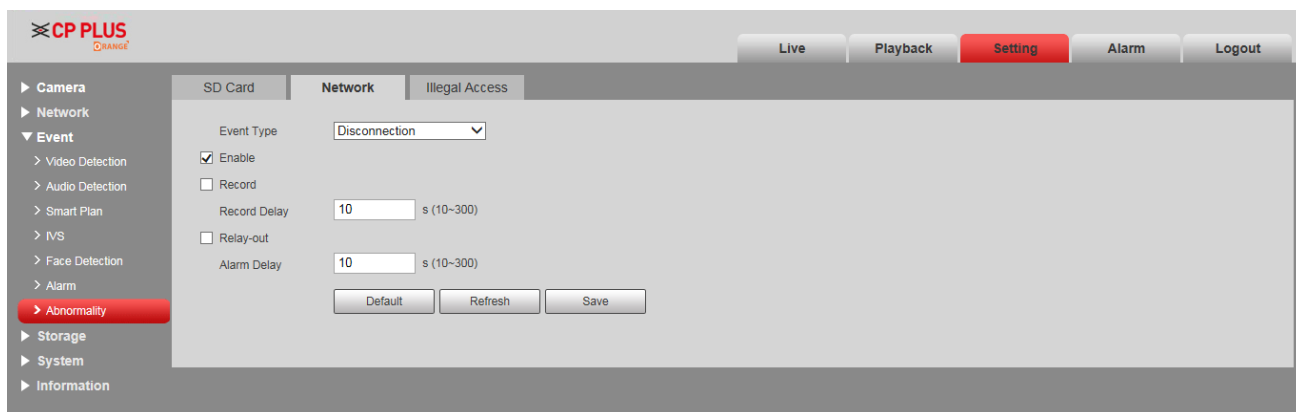 CP PLUS
ORANGE
Live Playback Setting Alarm Logout
Camera
Network
Event
Video Detection
Audio Detection
Smart Plan
IVS
Face Detection
Alarm
Abnormality
Storage
System
Information
SD Card Network Illegal Access
Event Type Disconnection
Enable
Record
Record Delay 10 s (10~300)
Relay-out
Alarm Delay 10 s (10~300)
Default Refresh Save